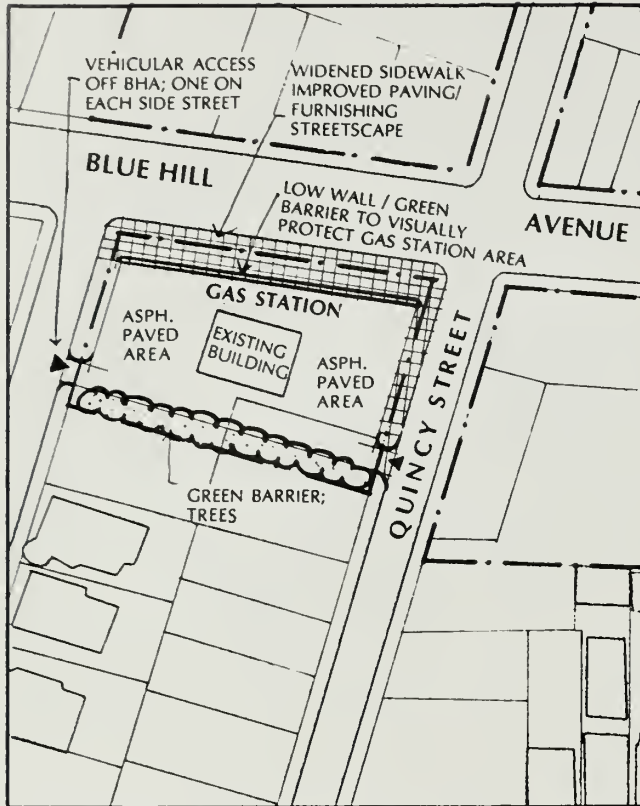 VEHICULAR ACCESS
OFF BHA; ONE ON
EACH SIDE STREET
WIDENED SIDEWALK
IMPROVED PAVING/
FURNISHING
STREETSCAPE
BLUE HILL
AVENUE
LOW WALL / GREEN
BARRIER TO VISUALLY
PROTECT GAS STATION AREA
GAS STATION
ASPH.
PAVED
AREA
EXISTING
BUILDING
ASPH.
PAVED
AREA
QUINCY STREET
GREEN BARRIER;
TREES